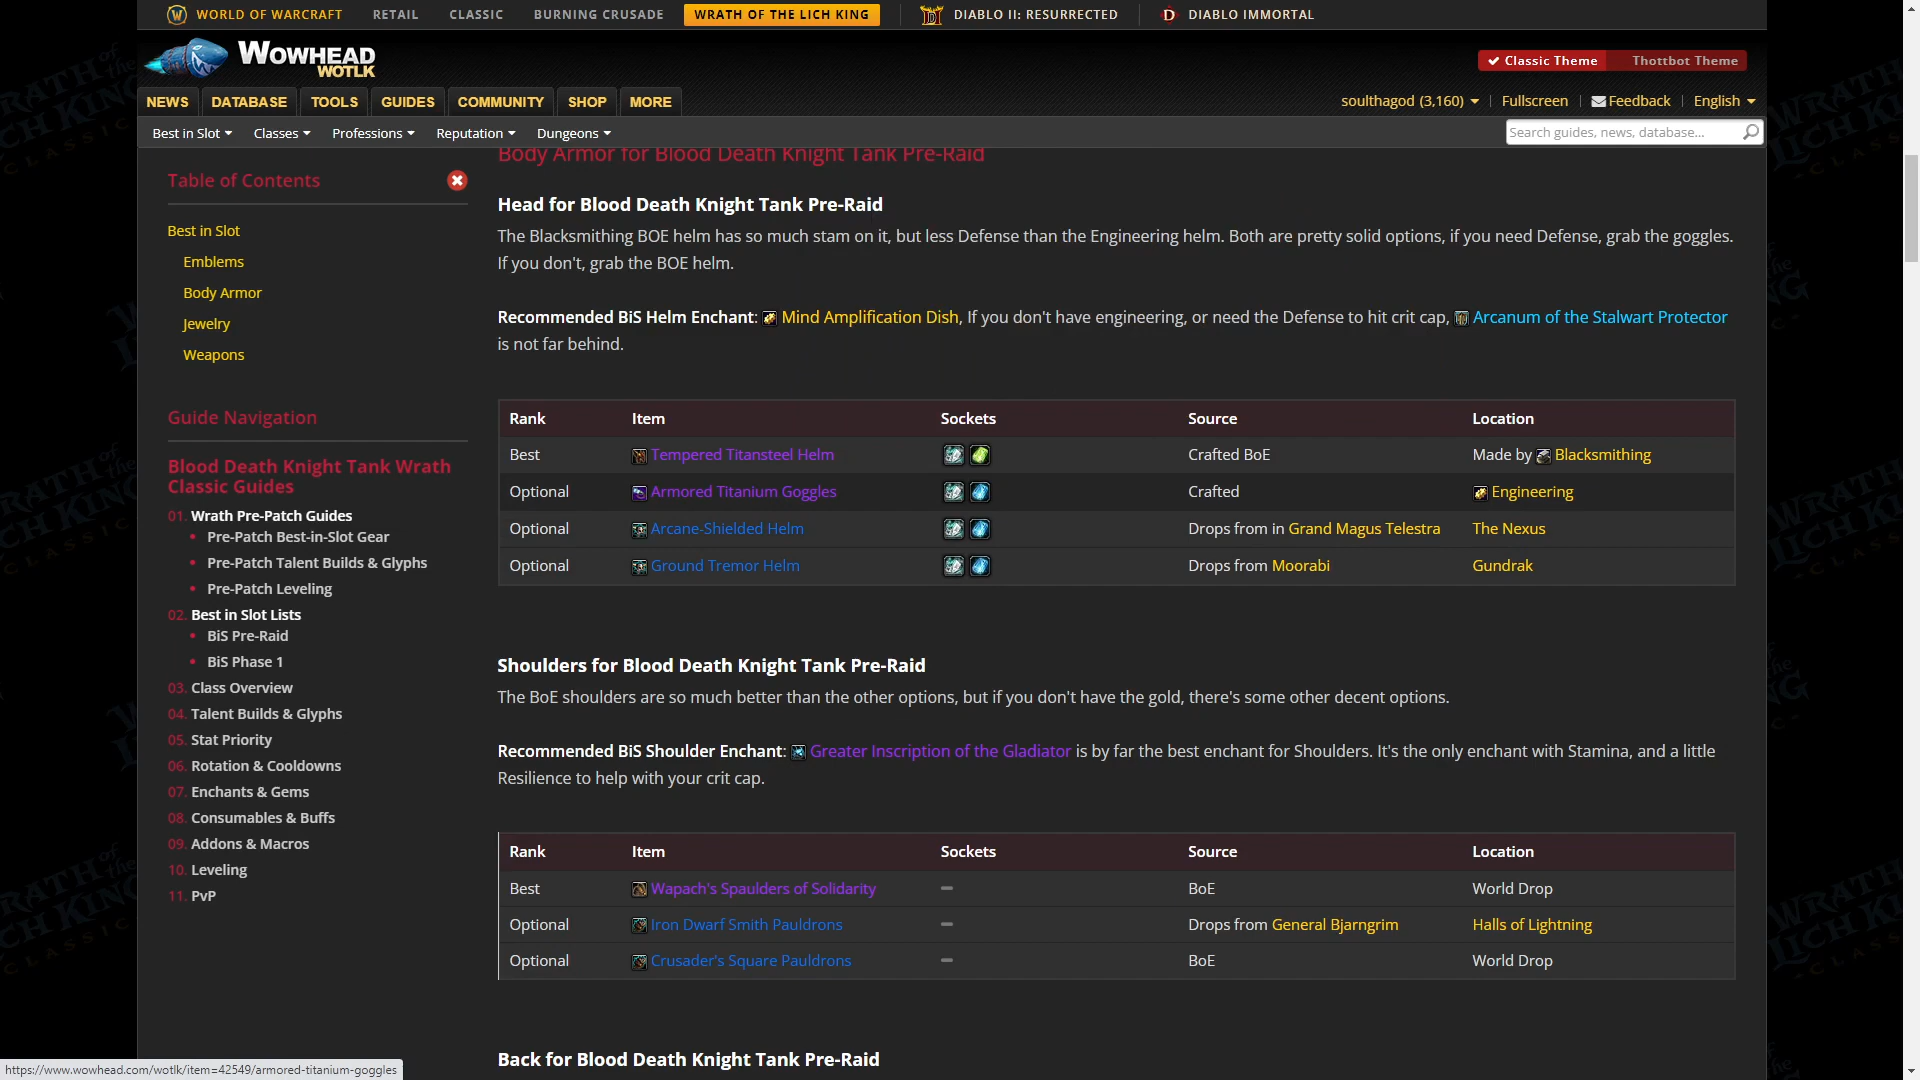 WORLD OF WARCRAFT RETAIL CLASSIC BURNING CRUSADE WRATH OF THE LICH KING DIABLO II: RESURRECTED DIABLO IMMORTAL
WOWHEAD
WOTLK
Classic Theme Thottbot Theme
NEWS DATABASE TOOLS GUIDES COMMUNITY SHOP MORE
soulthagod (3,160) Fullscreen Feedback English
Best in Slot Classes Professions Reputation Dungeons
Search guides, news, database...
Table of Contents
Best in Slot
Emblems
Body Armor
Jewelry
Weapons
Guide Navigation
Blood Death Knight Tank Wrath
Classic Guides
01. Wrath Pre-Patch Guides
• Pre-Patch Best-in-Slot Gear
• Pre-Patch Talent Builds & Glyphs
• Pre-Patch Leveling
02. Best in Slot Lists
• BiS Pre-Raid
• BiS Phase 1
03. Class Overview
04. Talent Builds & Glyphs
05. Stat Priority
06. Rotation & Cooldowns
07. Enchants & Gems
08. Consumables & Buffs
09. Addons & Macros
10. Leveling
11. PvP
Body Armor for Blood Death Knight Tank Pre-Raid
Head for Blood Death Knight Tank Pre-Raid
The Blacksmithing BOE helm has so much stam on it, but less Defense than the Engineering helm. Both are pretty solid options, if you need Defense, grab the goggles.
If you don't, grab the BOE helm.
Recommended BiS Helm Enchant: Mind Amplification Dish, If you don't have engineering, or need the Defense to hit crit cap, Arcanum of the Stalwart Protector
is not far behind.
Rank Item Sockets Source Location
Best Tempered Titansteel Helm Crafted BoE Made by Blacksmithing
Optional Armored Titanium Goggles Crafted Engineering
Optional Arcane-Shielded Helm Drops from in Grand Magus Telestra The Nexus
Optional Ground Tremor Helm Drops from Moorabi Gundrak
Shoulders for Blood Death Knight Tank Pre-Raid
The BoE shoulders are so much better than the other options, but if you don't have the gold, there's some other decent options.
Recommended BiS Shoulder Enchant: Greater Inscription of the Gladiator is by far the best enchant for Shoulders. It's the only enchant with Stamina, and a little
Resilience to help with your crit cap.
Rank Item Sockets Source Location
Best Wapach's Spaulders of Solidarity – BoE World Drop
Optional Iron Dwarf Smith Pauldrons – Drops from General Bjarngrim Halls of Lightning
Optional Crusader's Square Pauldrons – BoE World Drop
Back for Blood Death Knight Tank Pre-Raid
https://www.wowhead.com/wotlk/item=42549/armored-titanium-goggles